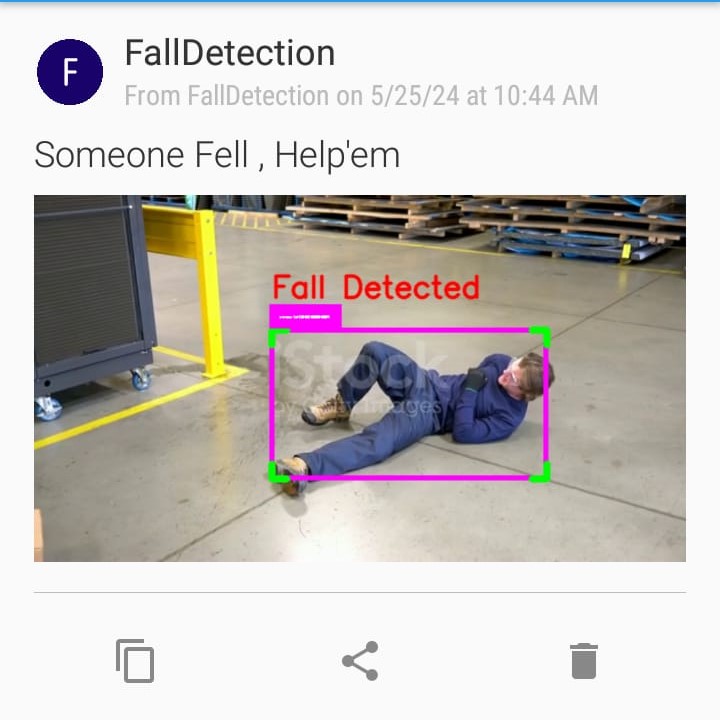 F
FallDetection
From FallDetection on 5/25/24 at 10:44 AM
Someone Fell , Help'em
Fall Detected
iStock
by Getty Images